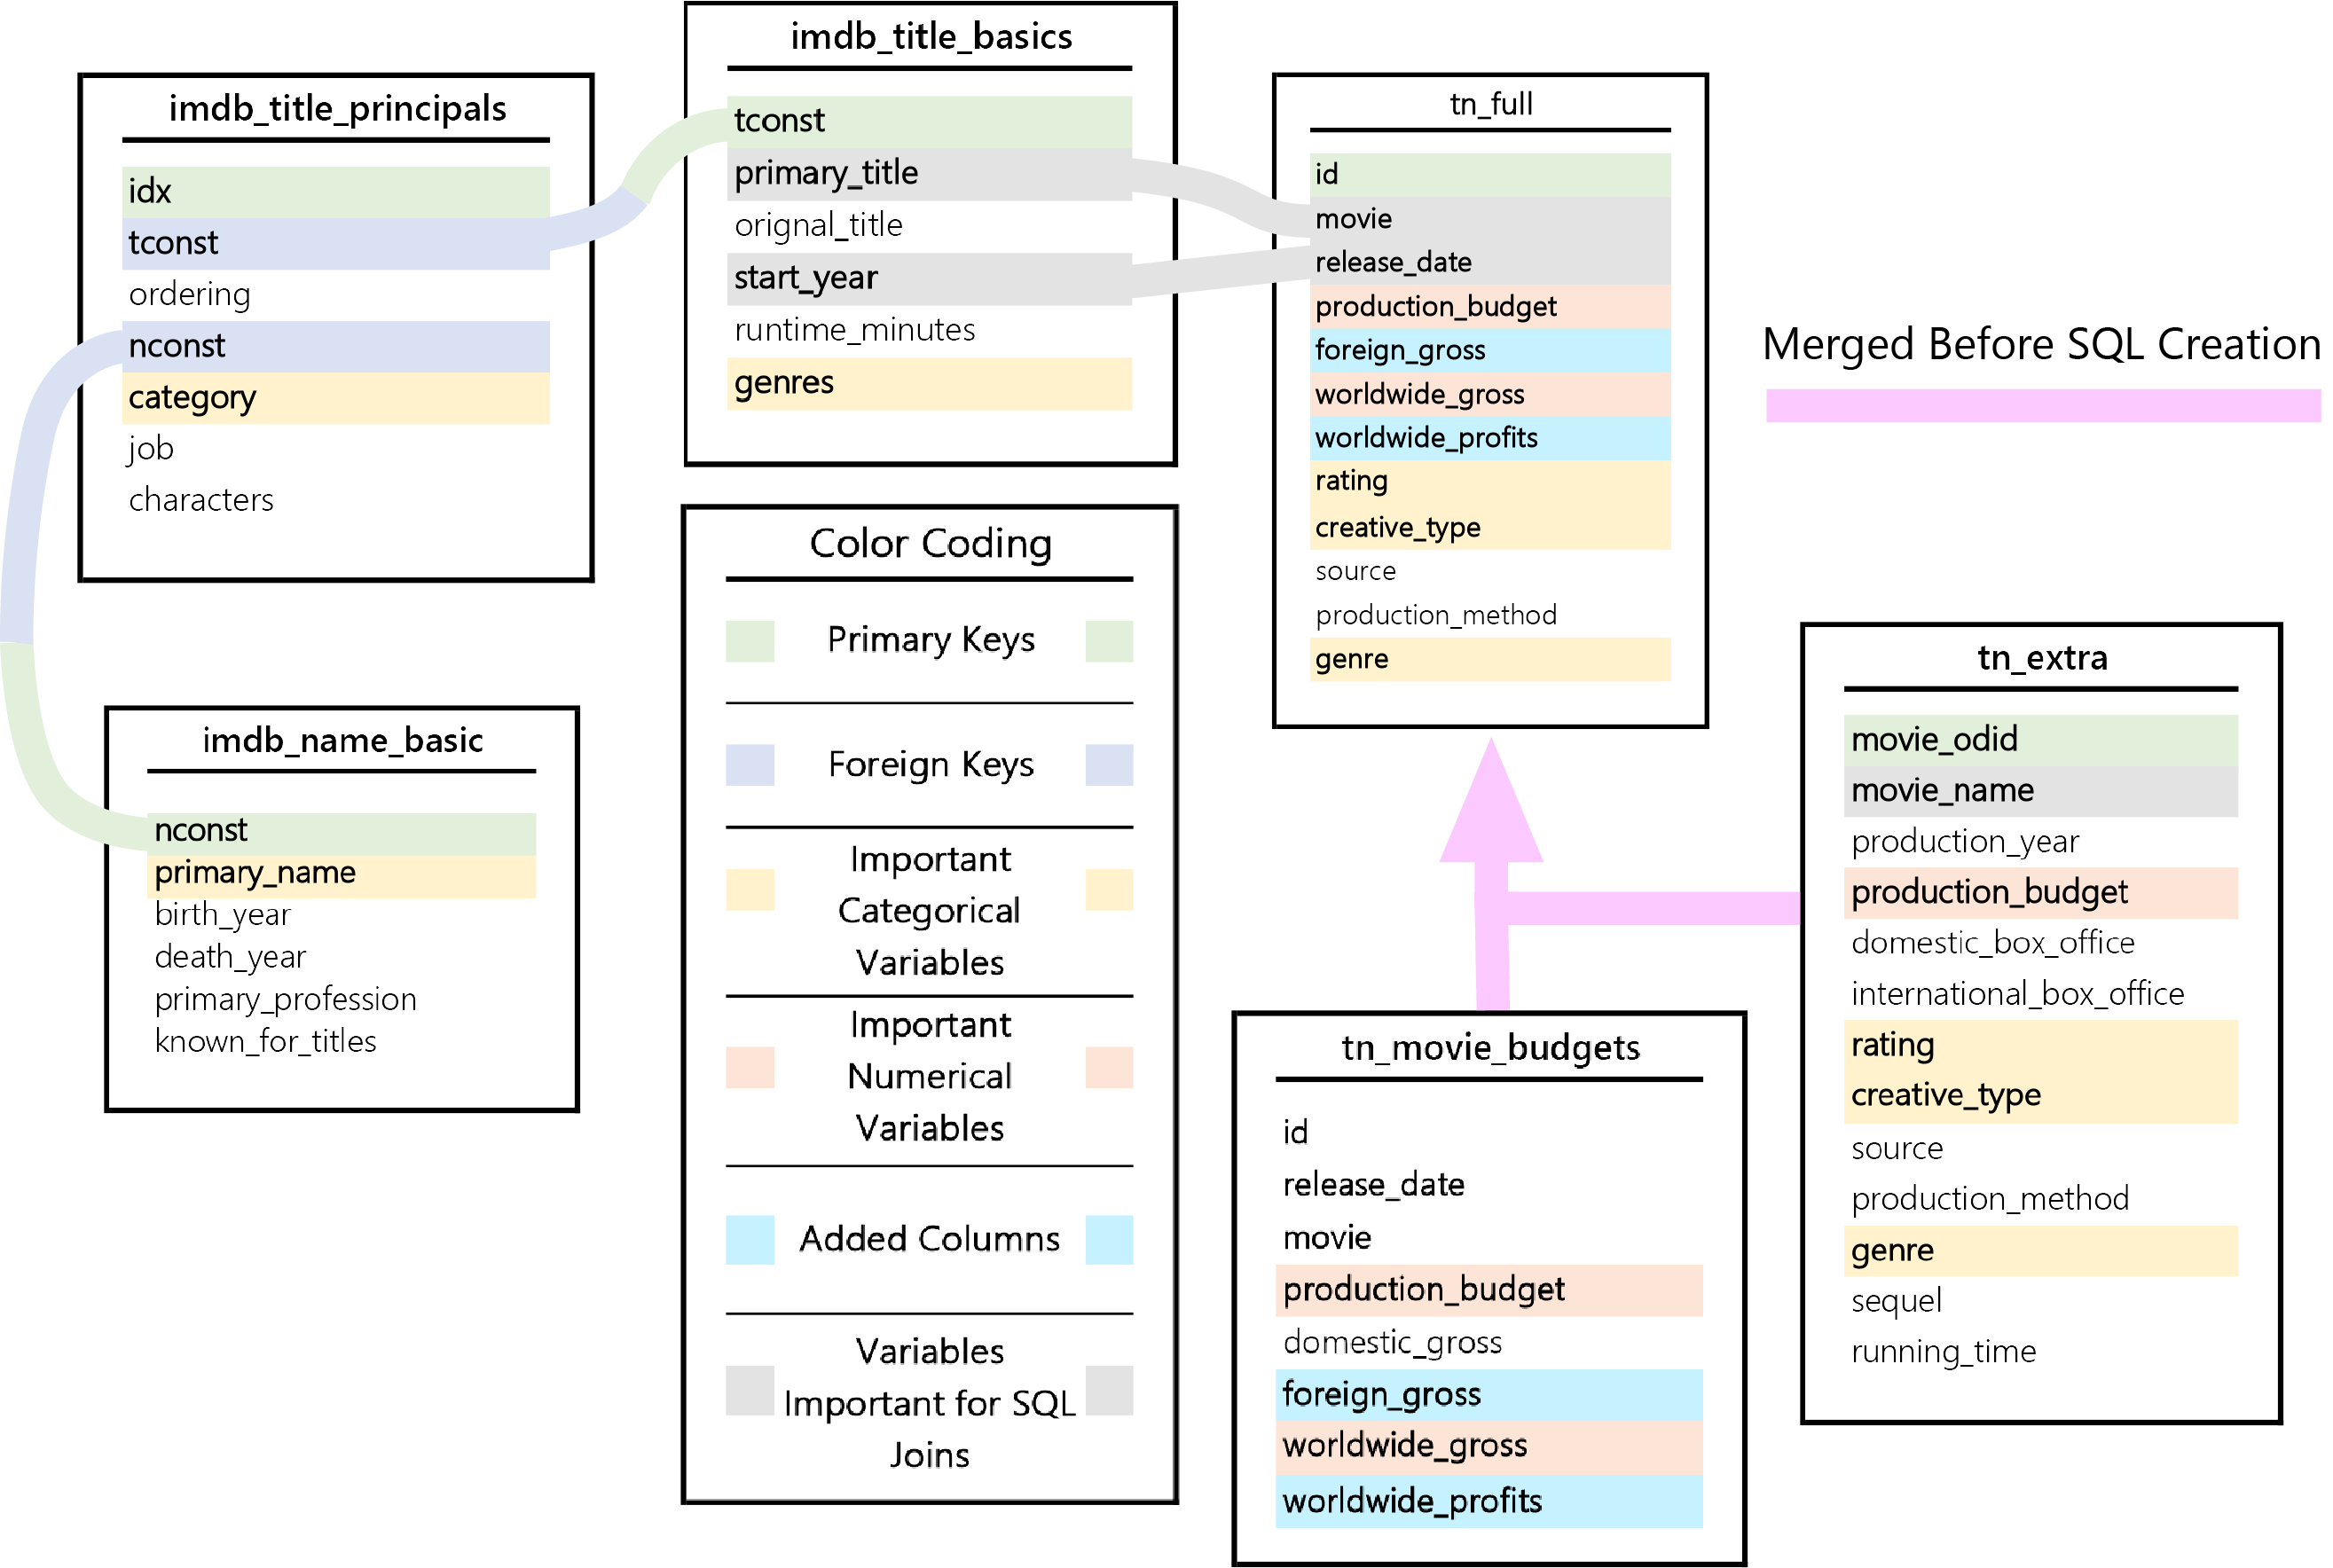 imdb_title_principals
idx
tconst
ordering
nconst
category
job
characters
imdb_title_basics
tconst
primary_title
orignal_title
start_year
runtime_minutes
genres
tn_full
id
movie
release_date
production_budget
foreign_gross
worldwide_gross
worldwide_profits
rating
creative_type
source
production_method
genre
Merged Before SQL Creation
imdb_name_basic
nconst
primary_name
birth_year
death_year
primary_profession
known_for_titles
Color Coding
Primary Keys
Foreign Keys
Important
Categorical
Variables
Important
Numerical
Variables
Added Columns
Variables
Important for SQL
Joins
tn_movie_budgets
id
release_date
movie
production_budget
domestic_gross
foreign_gross
worldwide_gross
worldwide_profits
tn_extra
movie_odid
movie_name
production_year
production_budget
domestic_box_office
international_box_office
rating
creative_type
source
production_method
genre
sequel
running_time